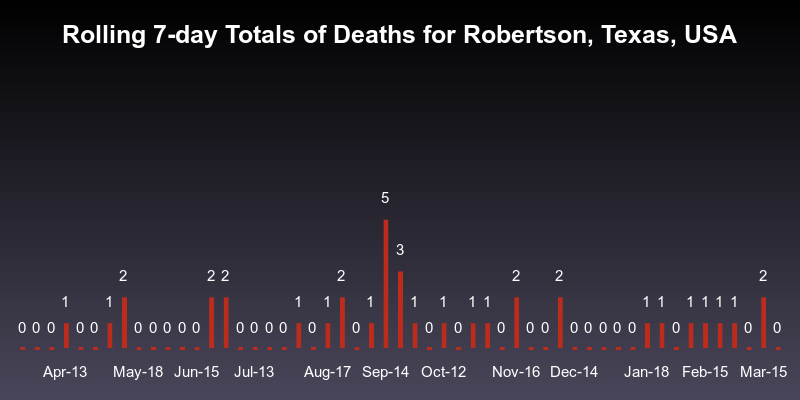 Rolling 7-day Totals of Deaths for Robertson, Texas, USA
5
3
2 2 2 2 2 2 2
1 1 1 1 1 1 1 1 1 1 1 1 1 1 1
0 0 0 0 0 0 0 0 0 0 0 0 0 0 0 0 0 0 0 0 0 0 0 0 0 0 0 0 0
Apr-13 May-18 Jun-15 Jul-13 Aug-17 Sep-14 Oct-12 Nov-16 Dec-14 Jan-18 Feb-15 Mar-15